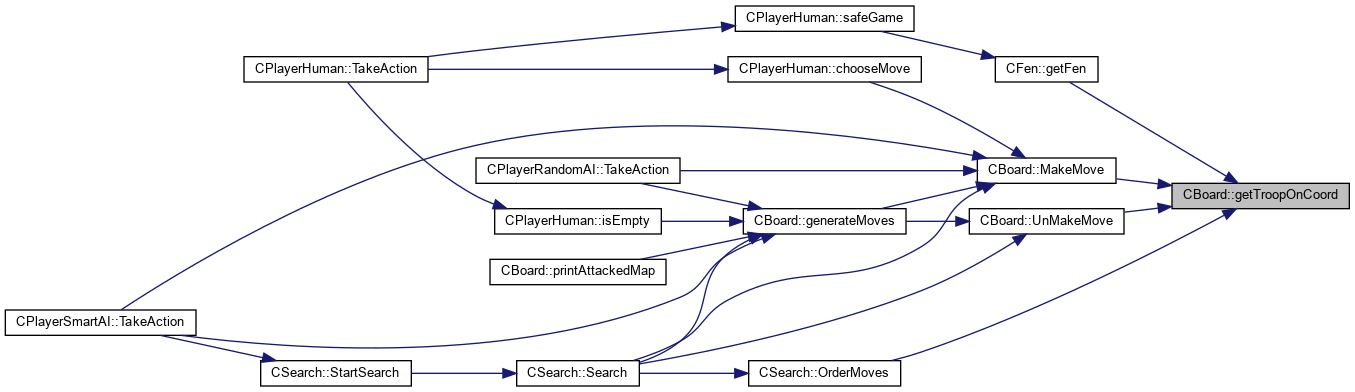 CPlayerHuman::safeGame
CPlayerHuman::TakeAction
CPlayerHuman::chooseMove
CFen::getFen
CPlayerRandomAI::TakeAction
CBoard::MakeMove
CBoard::getTroopOnCoord
CPlayerHuman::isEmpty
CBoard::generateMoves
CBoard::UnMakeMove
CBoard::printAttackedMap
CPlayerSmartAI::TakeAction
CSearch::StartSearch
CSearch::Search
CSearch::OrderMoves